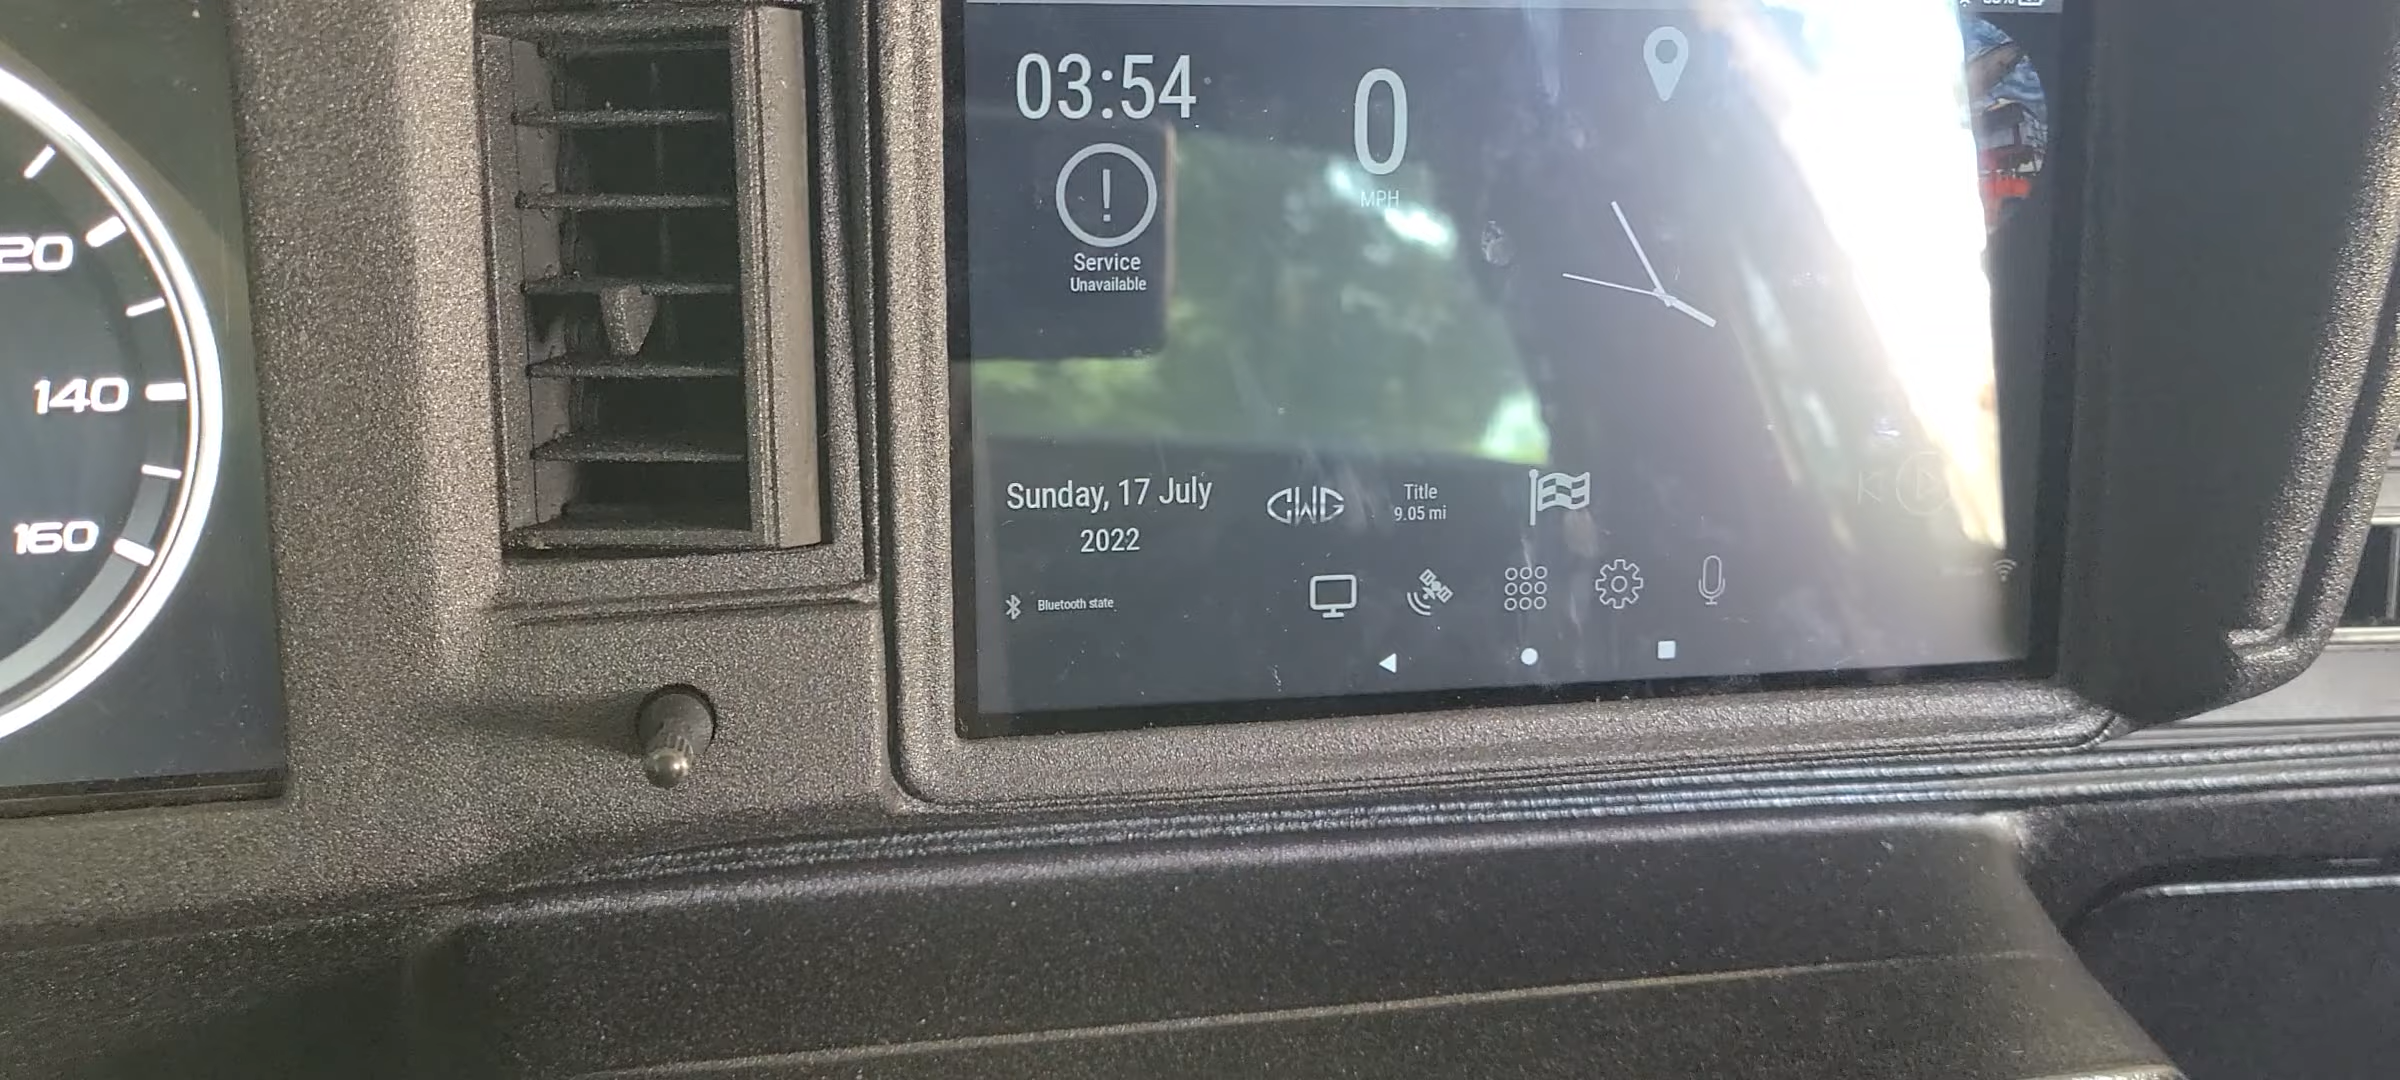 03:54
0
MPH
Service
Unavailable
20
140
160
Sunday, 17 July
2022
CWG
Title
9.05 mi
Bluetooth state